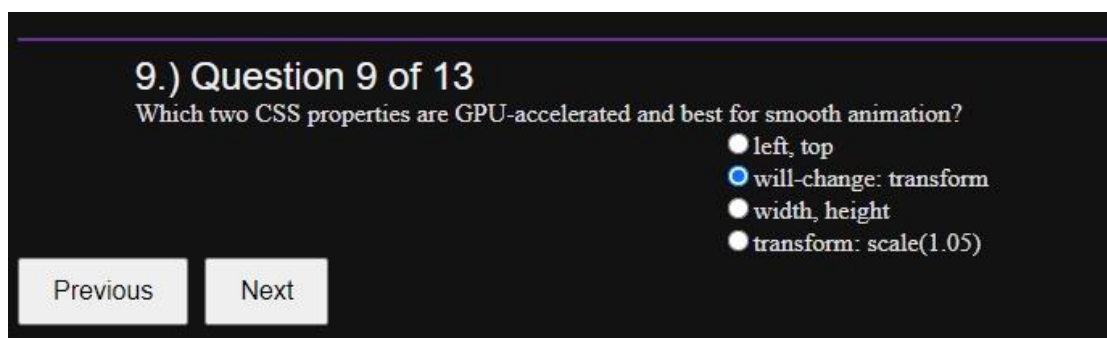 9.) Question 9 of 13
Which two CSS properties are GPU-accelerated and best for smooth animation?
left, top
will-change: transform
width, height
transform: scale(1.05)
Previous Next